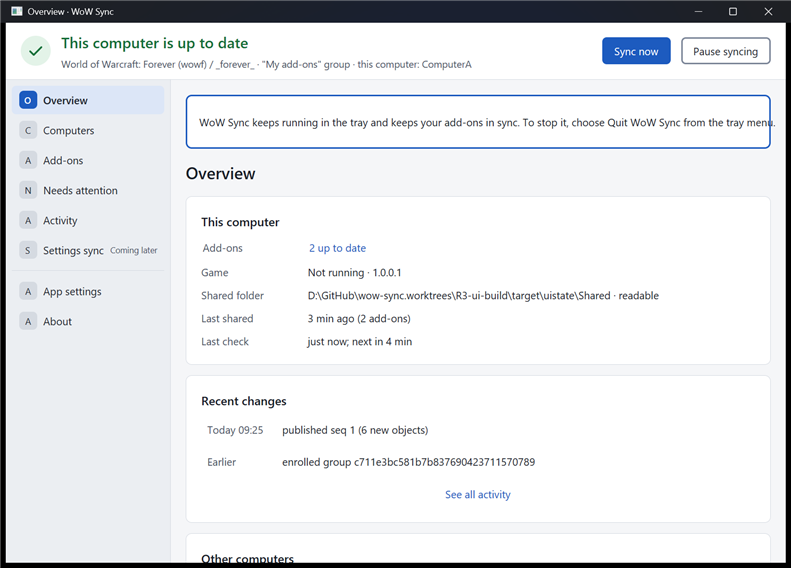 Overview · WoW Sync
This computer is up to date
World of Warcraft: Forever (wowf) / _forever_ · "My add-ons" group · this computer: ComputerA
Sync now
Pause syncing
O Overview
C Computers
A Add-ons
N Needs attention
A Activity
S Settings sync Coming later
A App settings
A About
WoW Sync keeps running in the tray and keeps your add-ons in sync. To stop it, choose Quit WoW Sync from the tray menu.
Overview
This computer
Add-ons 2 up to date
Game Not running · 1.0.0.1
Shared folder D:\GitHub\wow-sync.worktrees\R3-ui-build\target\uistate\Shared · readable
Last shared 3 min ago (2 add-ons)
Last check just now; next in 4 min
Recent changes
Today 09:25 published seq 1 (6 new objects)
Earlier enrolled group c711e3bc581b7b837690423711570789
See all activity
Other computers